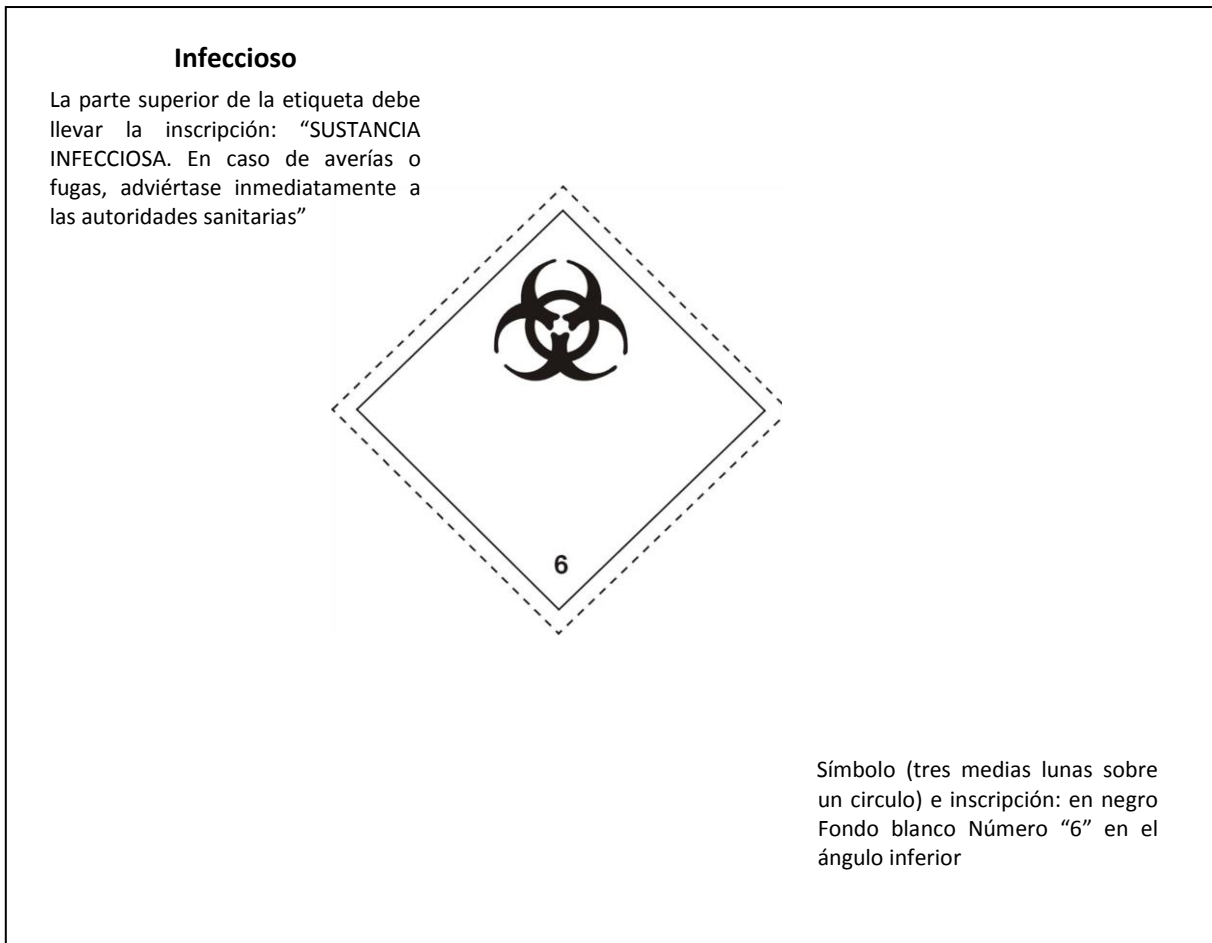 Infeccioso
La parte superior de la etiqueta debe
llevar la inscripción: “SUSTANCIA
INFECCIOSA. En caso de averías o
fugas, adviértase inmediatamente a
las autoridades sanitarias”
6
Símbolo (tres medias lunas sobre
un circulo) e inscripción: en negro
Fondo blanco Número “6” en el
ángulo inferior